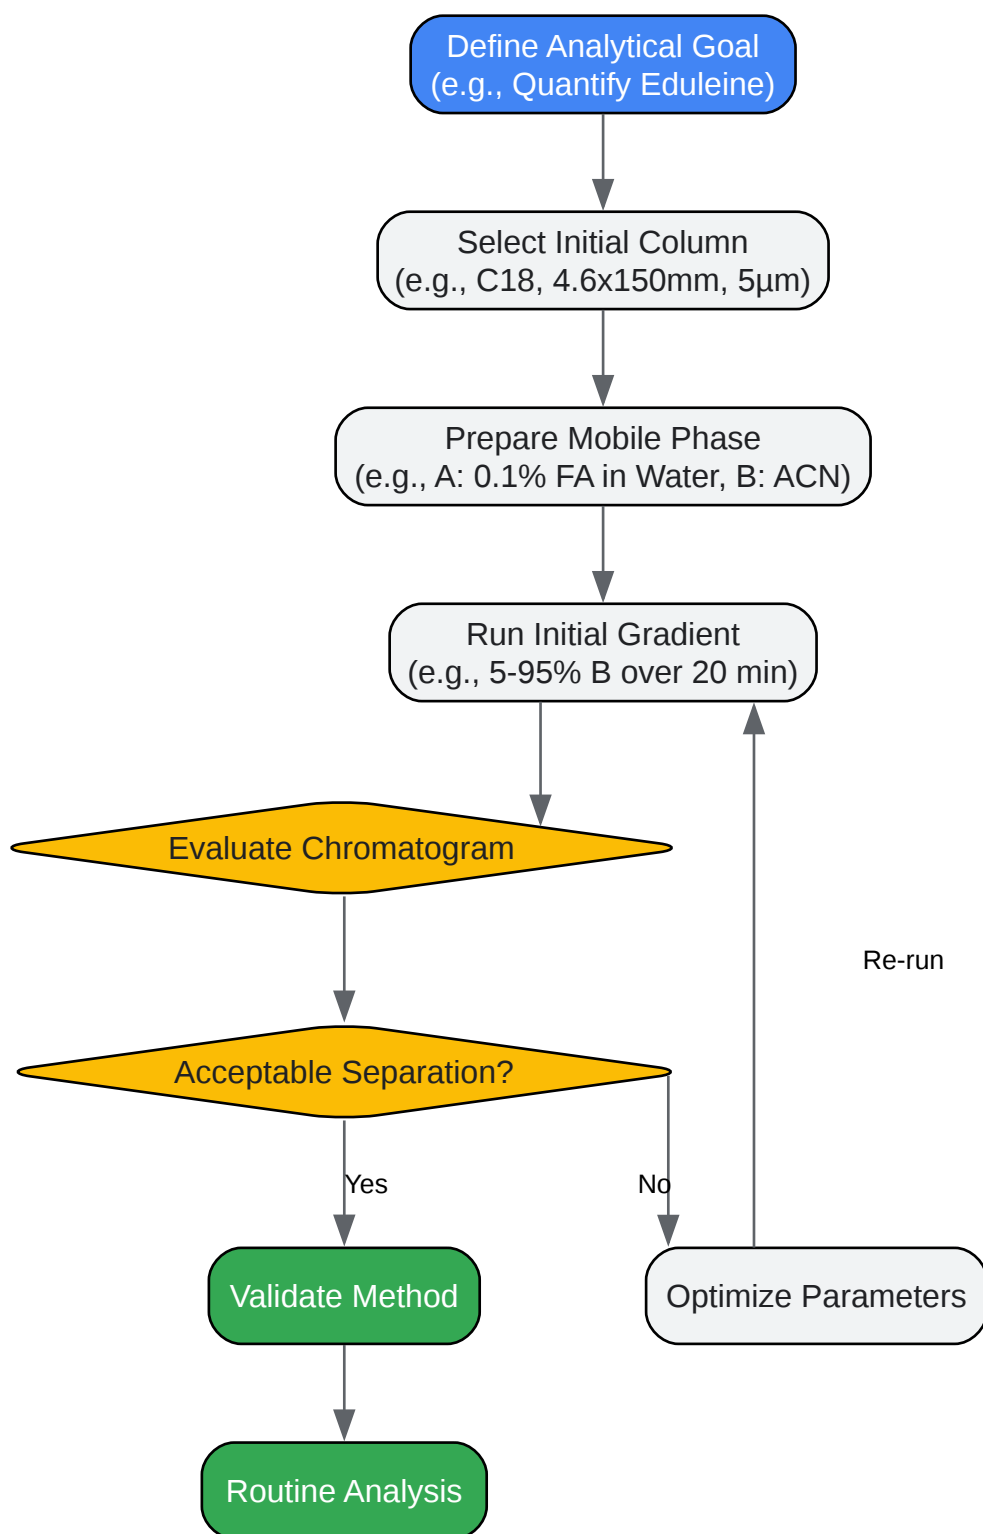 Define Analytical Goal
(e.g., Quantify Eduleine)
Select Initial Column
(e.g., C18, 4.6x150mm, 5µm)
Prepare Mobile Phase
(e.g., A: 0.1% FA in Water, B: ACN)
Run Initial Gradient
(e.g., 5-95% B over 20 min)
Evaluate Chromatogram
Re-run
Acceptable Separation?
Yes
No
Validate Method
Optimize Parameters
Routine Analysis